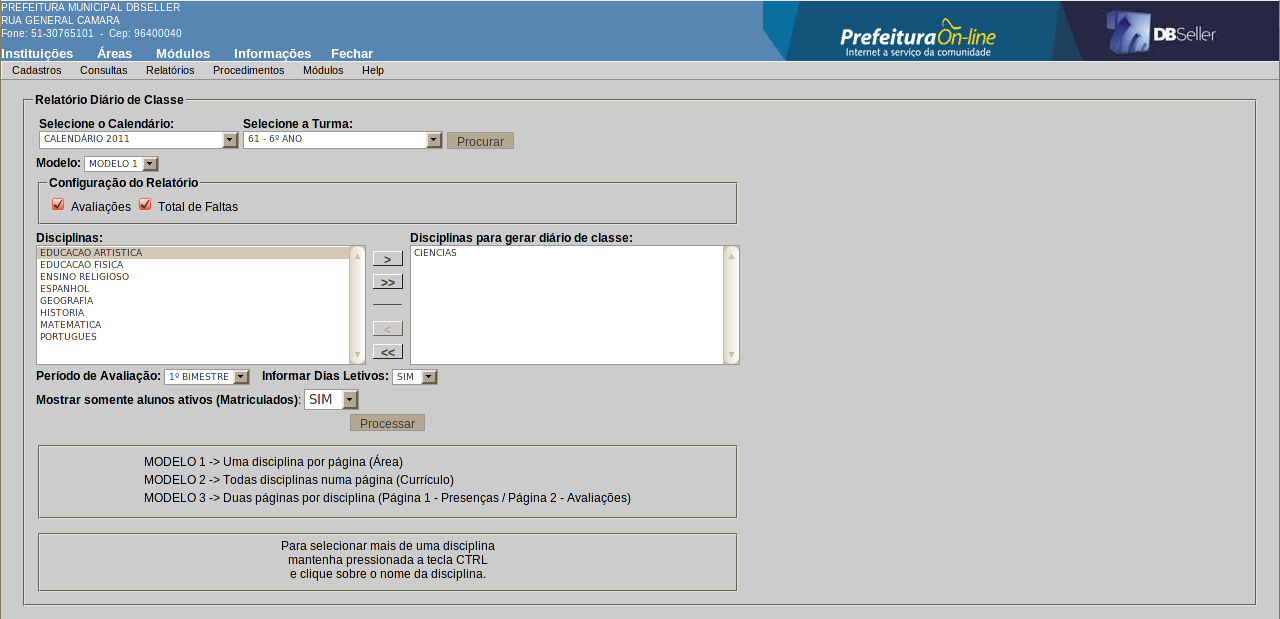 PREFEITURA MUNICIPAL DBSELLER
RUA GENERAL CAMARA
Fone: 51-30765101 - Cep: 96400040
PrefeituraOn-line
Internet a serviço da comunidade
DBSeller
Instituições Áreas Módulos Informações Fechar
Cadastros Consultas Relatórios Procedimentos Módulos Help
Relatório Diário de Classe
Selecione o Calendário: Selecione a Turma:
CALENDÁRIO 2011 61 - 6º ANO Procurar
Modelo: MODELO 1
Configuração do Relatório
Avaliações Total de Faltas
Disciplinas: Disciplinas para gerar diário de classe:
EDUCACAO ARTISTICA CIENCIAS
EDUCACAO FISICA >
ENSINO RELIGIOSO
ESPANHOL >>
GEOGRAFIA
HISTORIA
MATEMATICA <
PORTUGUES
<<
Período de Avaliação: 1º BIMESTRE Informar Dias Letivos: SIM
Mostrar somente alunos ativos (Matriculados): SIM
Processar
MODELO 1 -> Uma disciplina por página (Área)
MODELO 2 -> Todas disciplinas numa página (Currículo)
MODELO 3 -> Duas páginas por disciplina (Página 1 - Presenças / Página 2 - Avaliações)
Para selecionar mais de uma disciplina
mantenha pressionada a tecla CTRL
e clique sobre o nome da disciplina.